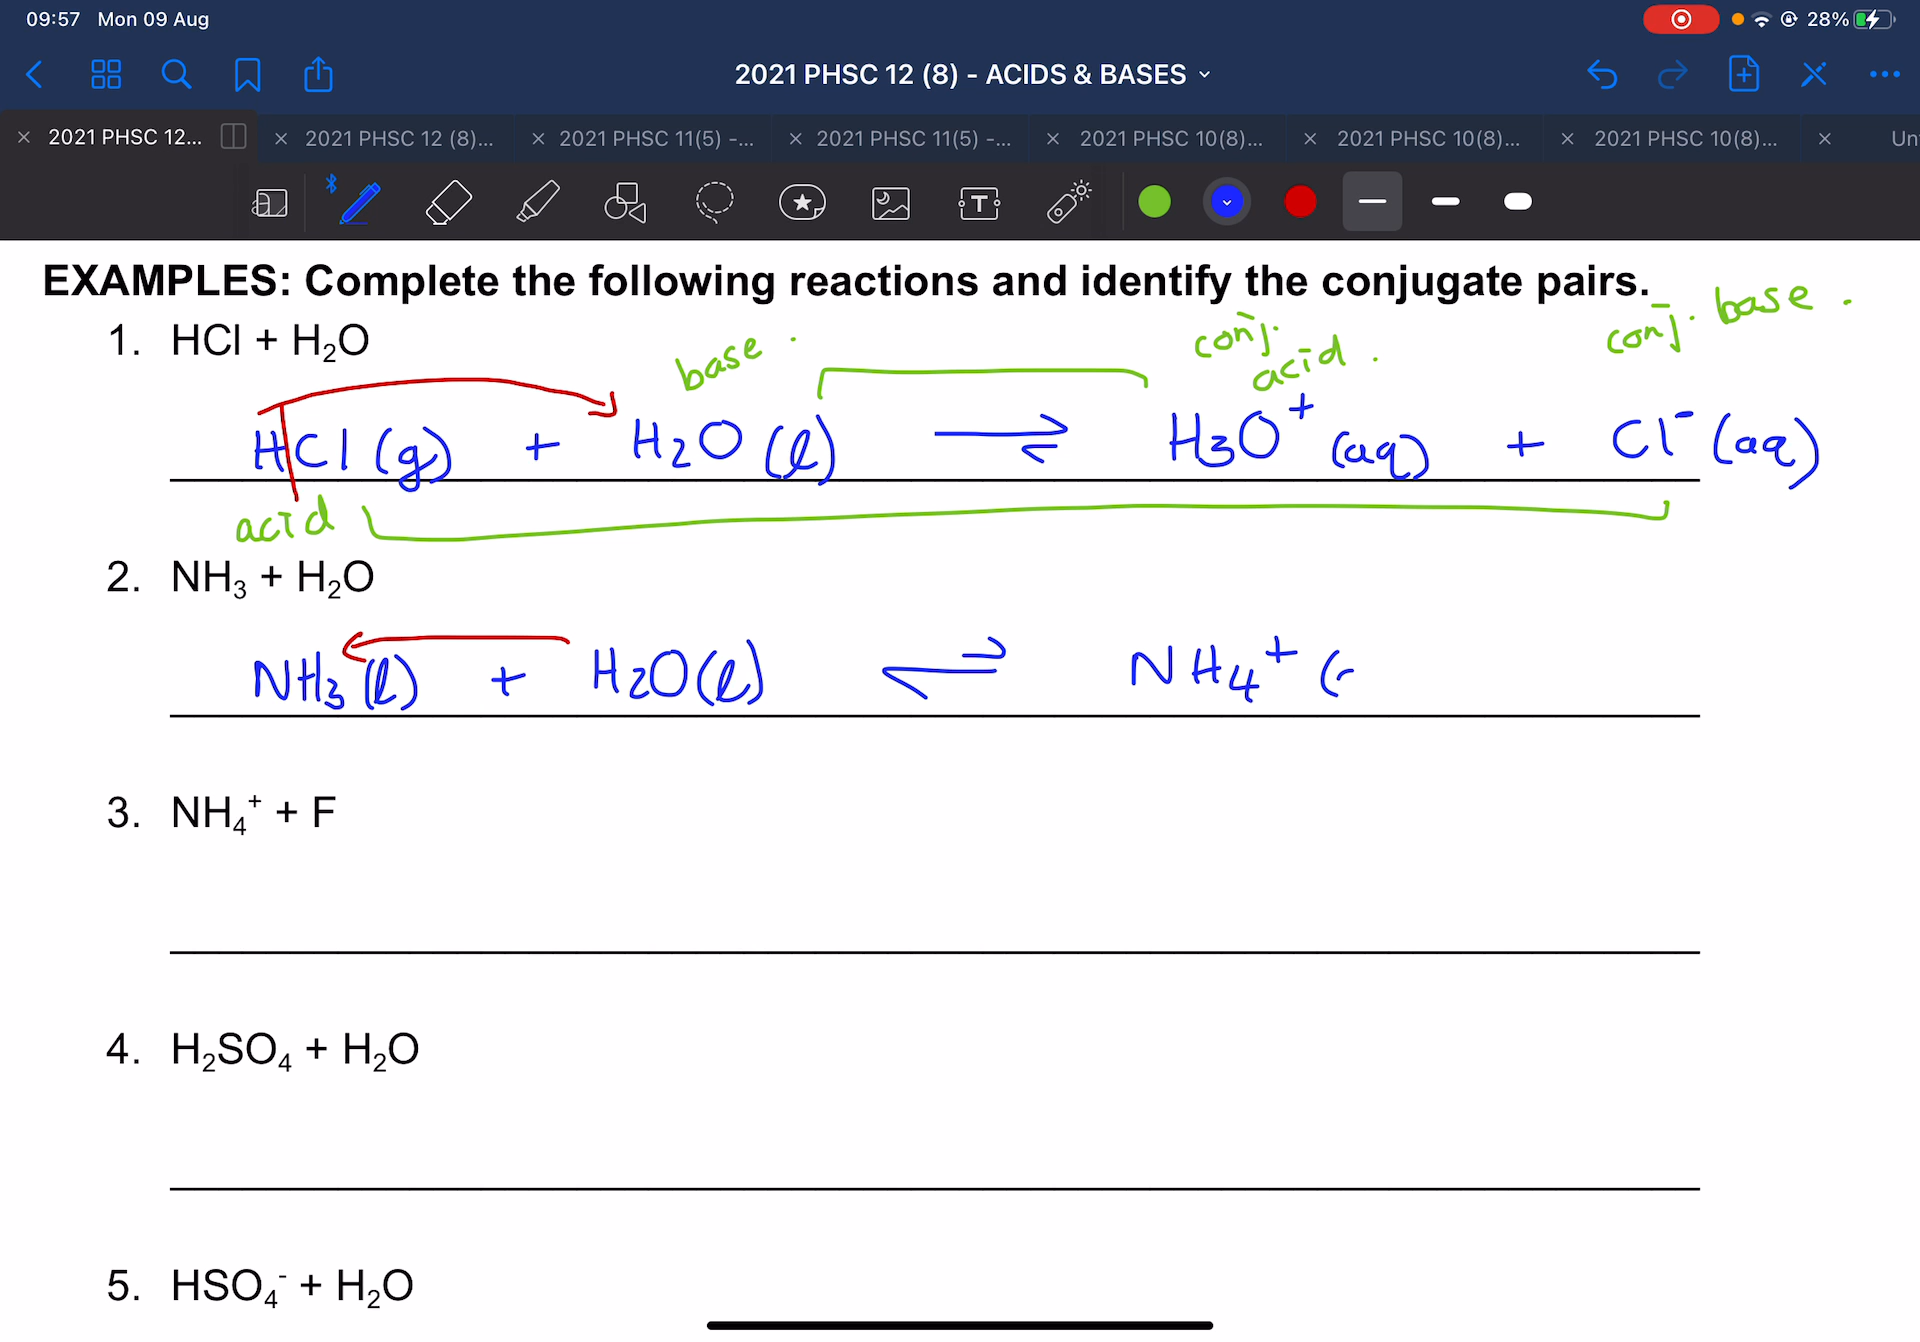 09:57 Mon 09 Aug
28%
2021 PHSC 12 (8) - ACIDS & BASES
2021 PHSC 12... 2021 PHSC 12 (8)... 2021 PHSC 11(5) -... 2021 PHSC 11(5) -... 2021 PHSC 10(8)... 2021 PHSC 10(8)... 2021 PHSC 10(8)... Un
T
EXAMPLES: Complete the following reactions and identify the conjugate pairs.
1. HCl + H₂O
base. conj. acid. conj. base.
HCl (g) + H₂O (l) ⇌ H₃O⁺ (aq) + Cl⁻ (aq)
acid
2. NH₃ + H₂O
NH₃ (l) + H₂O(l) ⇌ NH₄⁺ (
3. NH₄⁺ + F
4. H₂SO₄ + H₂O
5. HSO₄⁻ + H₂O